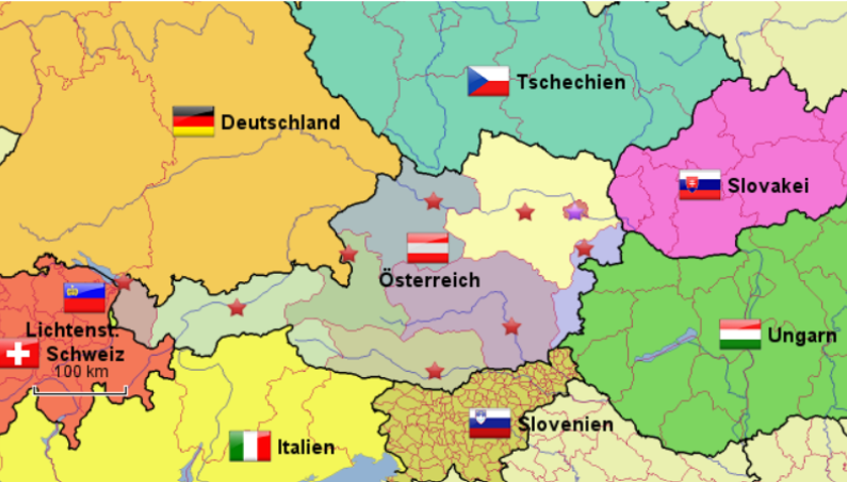 Tschechien
Deutschland
Slovakei
Österreich
Lichtenst.
Schweiz
100 km
Ungarn
Slovenien
Italien